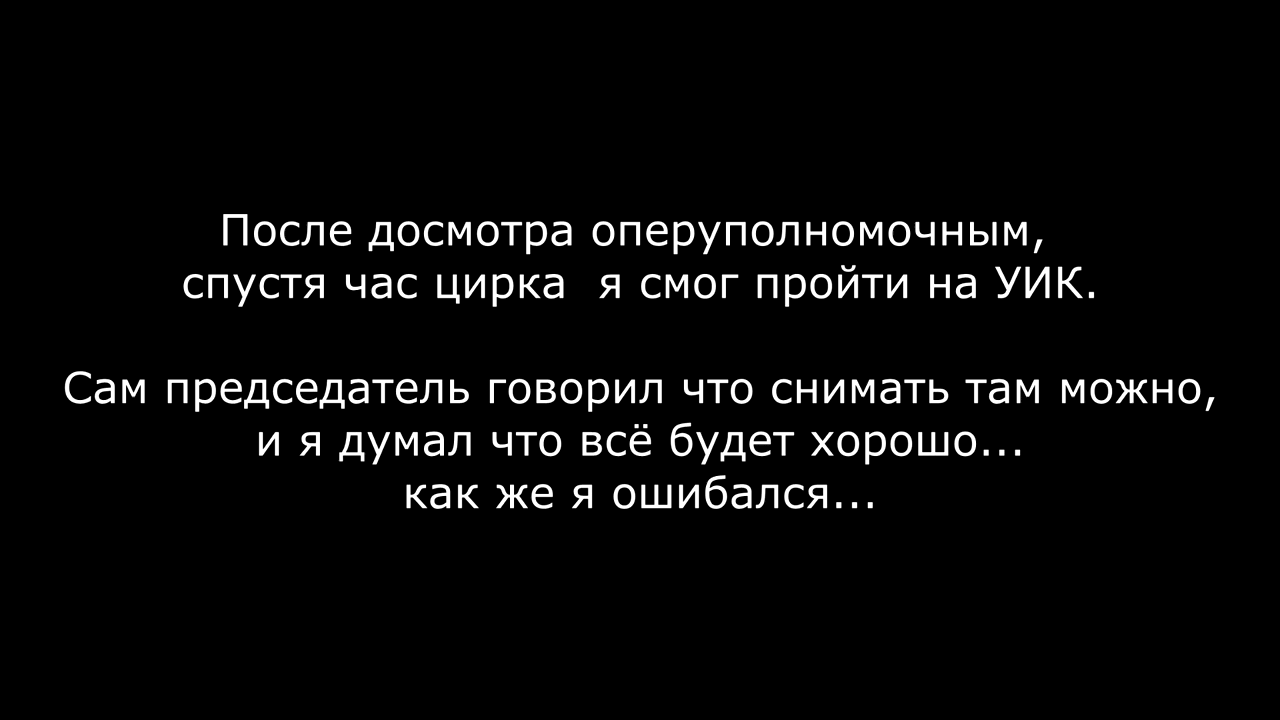 После досмотра оперуполномочным,
спустя час цирка  я смог пройти на УИК.
Сам председатель говорил что снимать там можно,
и я думал что всё будет хорошо...
как же я ошибался...